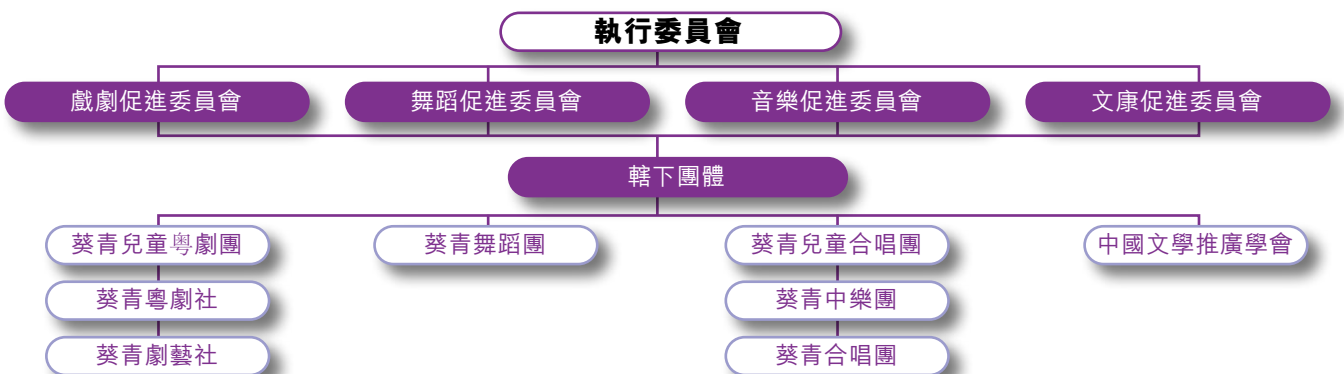 執行委員會
戲劇促進委員會
舞蹈促進委員會
音樂促進委員會
文康促進委員會
轄下團體
葵青兒童粵劇團
葵青舞蹈團
葵青兒童合唱團
中國文學推廣學會
葵青粵劇社
葵青中樂團
葵青劇藝社
葵青合唱團